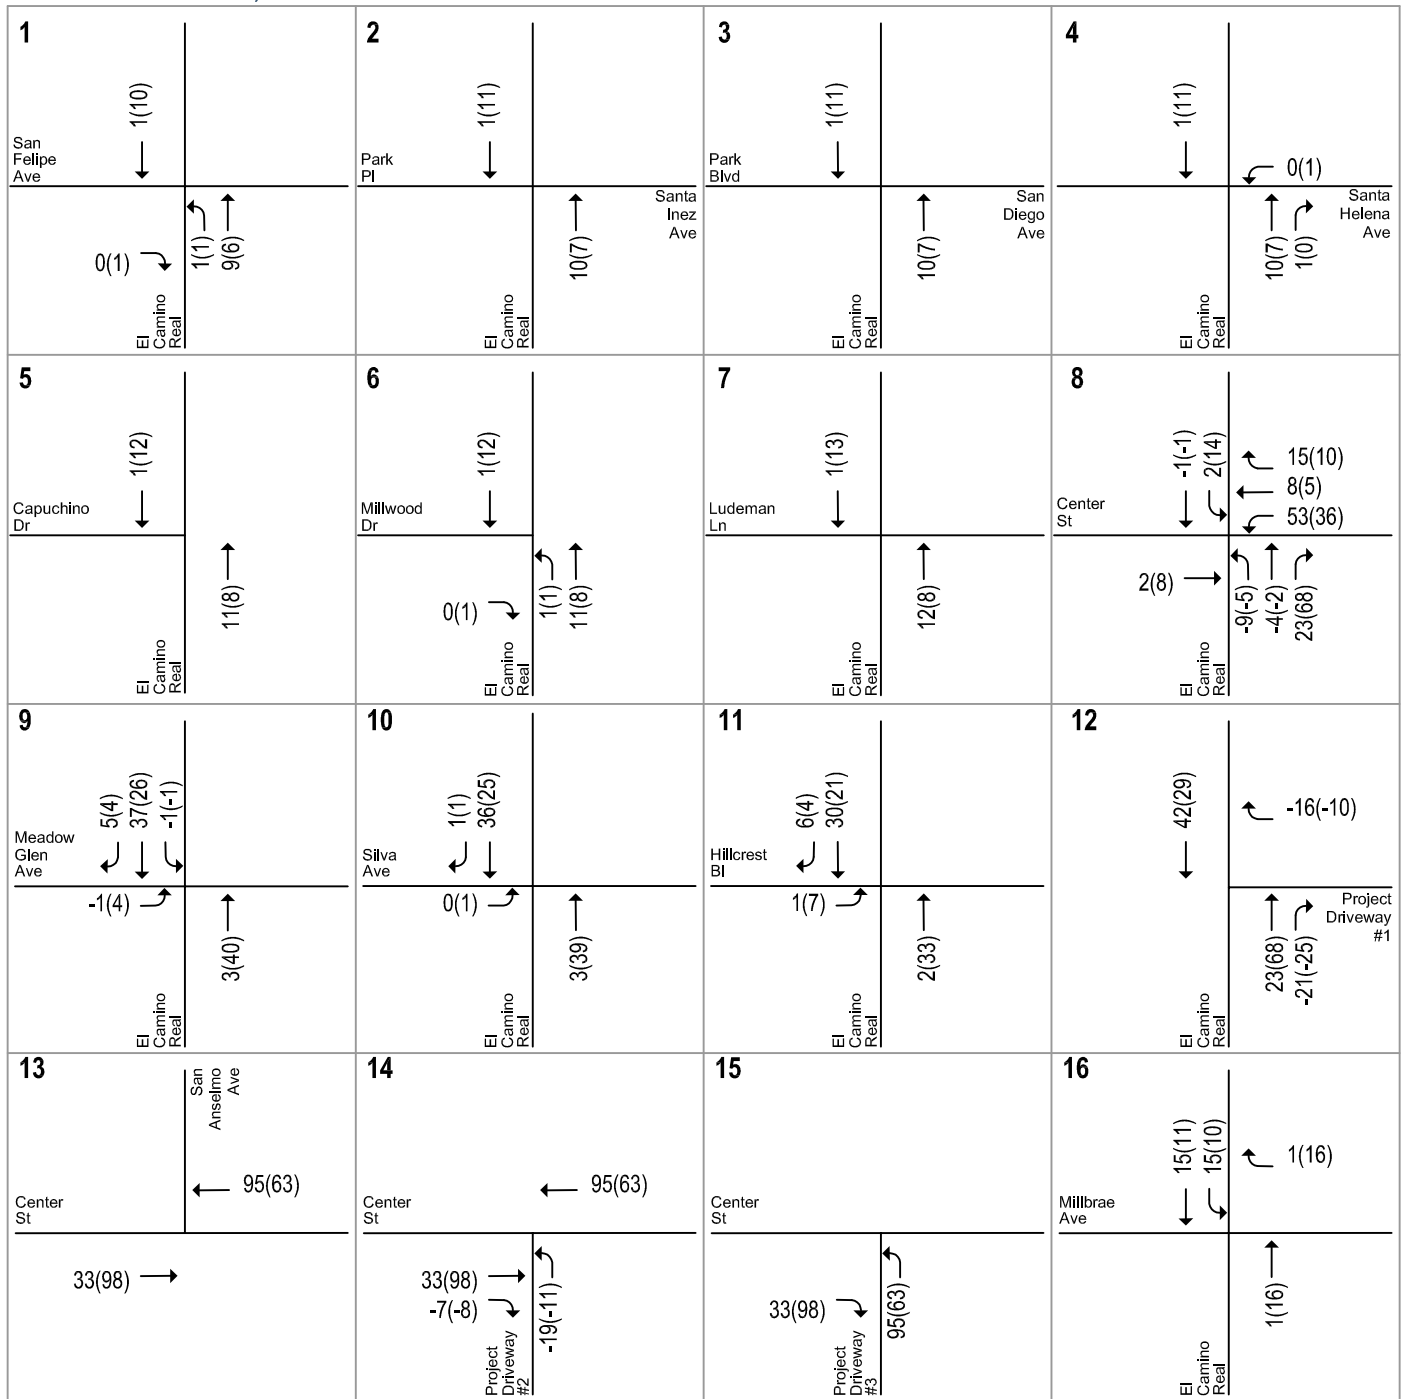 1
1(10)
San
Felipe
Ave
0(1)
1(1)
9(6)
El
Camino
Real
2
1(11)
Park
Pl
Santa
Inez
Ave
10(7)
El
Camino
Real
3
1(11)
Park
Blvd
San
Diego
Ave
10(7)
El
Camino
Real
4
1(11)
0(1)
Santa
Helena
Ave
10(7)
1(0)
El
Camino
Real
5
1(12)
Capuchino
Dr
11(8)
El
Camino
Real
6
1(12)
Millwood
Dr
0(1)
1(1)
11(8)
El
Camino
Real
7
1(13)
Ludeman
Ln
12(8)
El
Camino
Real
8
-1(-1)
2(14)
15(10)
8(5)
53(36)
Center
St
2(8)
-9(-5)
-4(-2)
23(68)
El
Camino
Real
9
5(4)
37(26)
-1(-1)
Meadow
Glen
Ave
-1(4)
3(40)
El
Camino
Real
10
1(1)
36(25)
Silva
Ave
0(1)
3(39)
El
Camino
Real
11
6(4)
30(21)
Hillcrest
Bl
1(7)
2(33)
El
Camino
Real
12
42(29)
-16(-10)
Project
Driveway
#1
23(68)
-21(-25)
El
Camino
Real
13
San
Anselmo
Ave
95(63)
Center
St
33(98)
14
95(63)
Center
St
33(98)
-7(-8)
-19(-11)
Project
Driveway
#2
15
Center
St
33(98)
95(63)
Project
Driveway
#3
16
15(11)
15(10)
1(16)
Millbrae
Ave
1(16)
El
Camino
Real